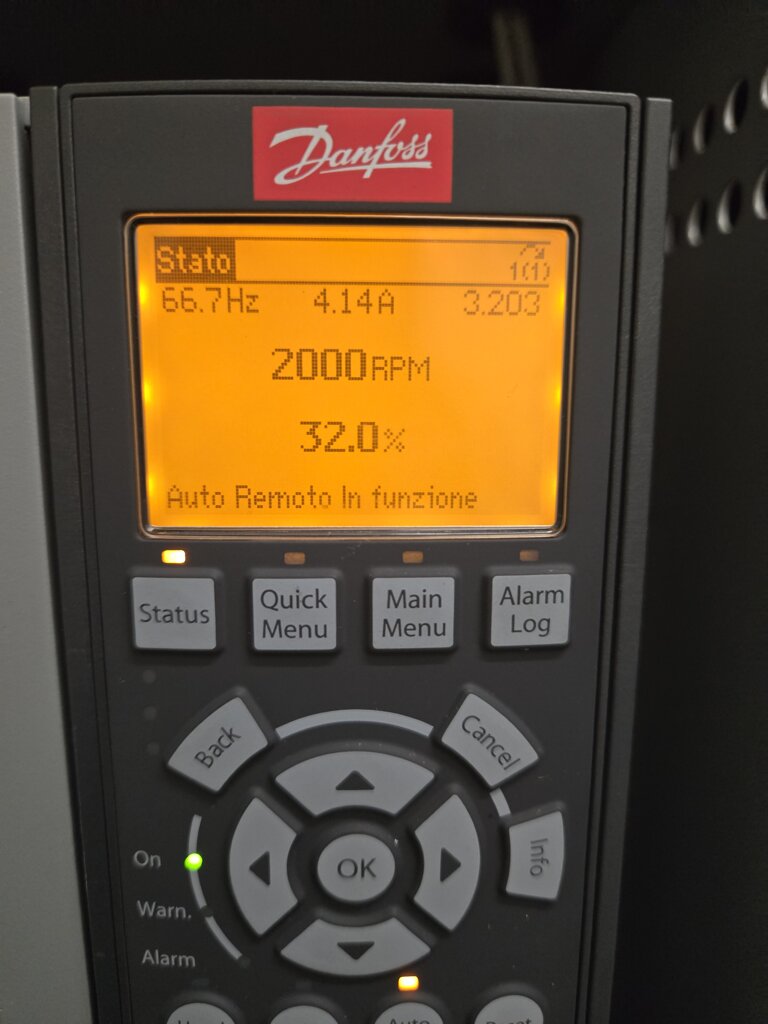 Danfoss
Stato 1(1)
66.7Hz 4.14A 3.203
2000RPM
32.0%
Auto Remoto In funzione
Status Quick Menu Main Menu Alarm Log
Back Cancel
OK Info
On
Warn.
Alarm
Auto